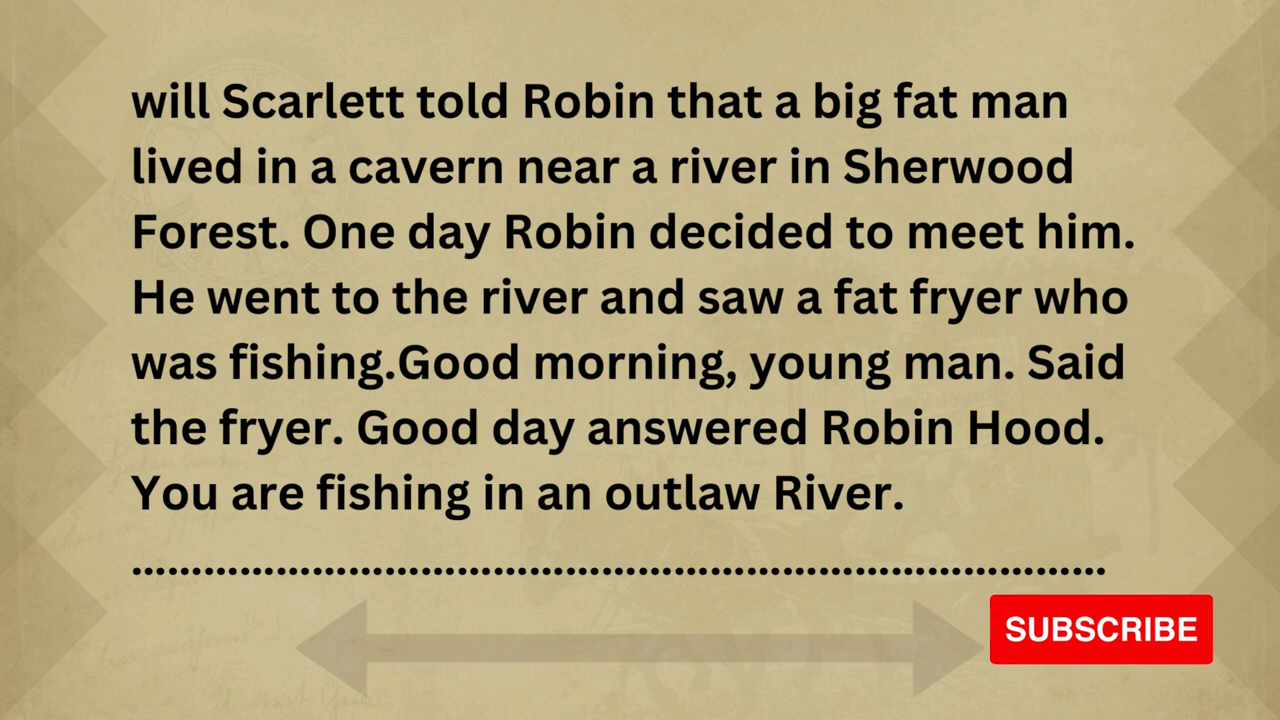 will Scarlett told Robin that a big fat man
lived in a cavern near a river in Sherwood
Forest. One day Robin decided to meet him.
He went to the river and saw a fat fryer who
was fishing.Good morning, young man. Said
the fryer. Good day answered Robin Hood.
You are fishing in an outlaw River.
................................................................................
SUBSCRIBE